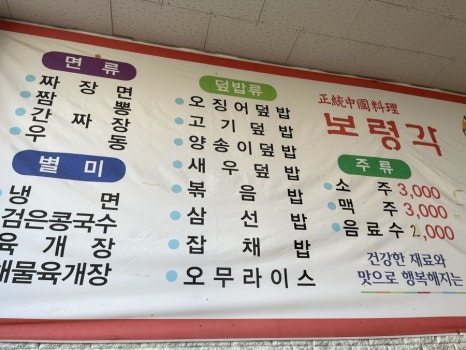 면류
짜장면
짬뽕
간짜장
우동
별미
냉면
검은콩국수
육개장
해물육개장
덮밥류
오징어덮밥
고기덮밥
양송이덮밥
새우덮밥
볶음밥
삼선밥
잡채밥
오무라이스
正統中國料理
보령각
주류
소주 3,000
맥주 3,000
음료수 2,000
건강한 재료와
맛으로 행복해지는